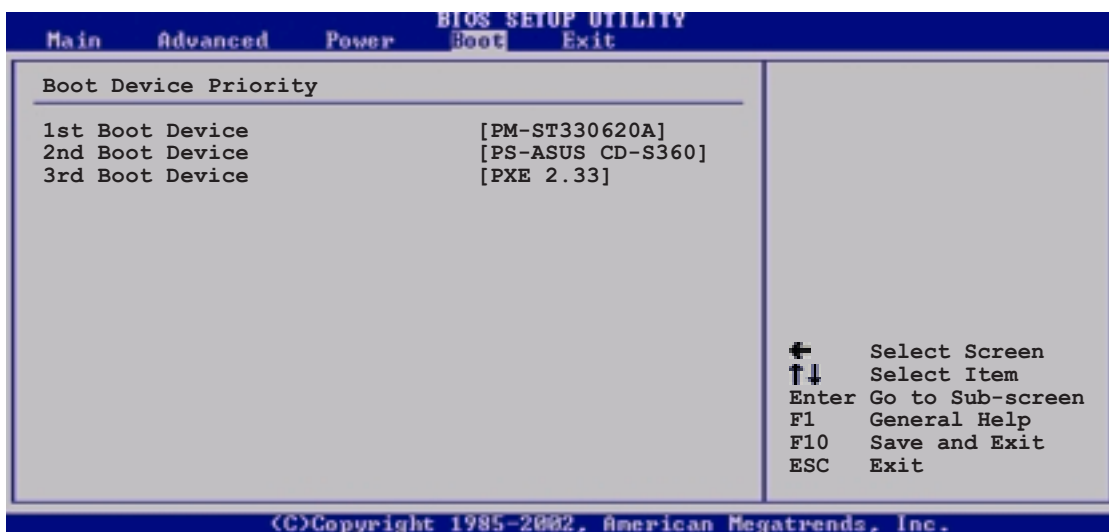 BIOS SETUP UTILITY
Main Advanced Power Boot Exit
Boot Device Priority
1st Boot Device [PM-ST330620A]
2nd Boot Device [PS-ASUS CD-S360]
3rd Boot Device [PXE 2.33]
← Select Screen
↑↓ Select Item
Enter Go to Sub-screen
F1 General Help
F10 Save and Exit
ESC Exit
(C)Copyright 1985-2002, American Megatrends, Inc.